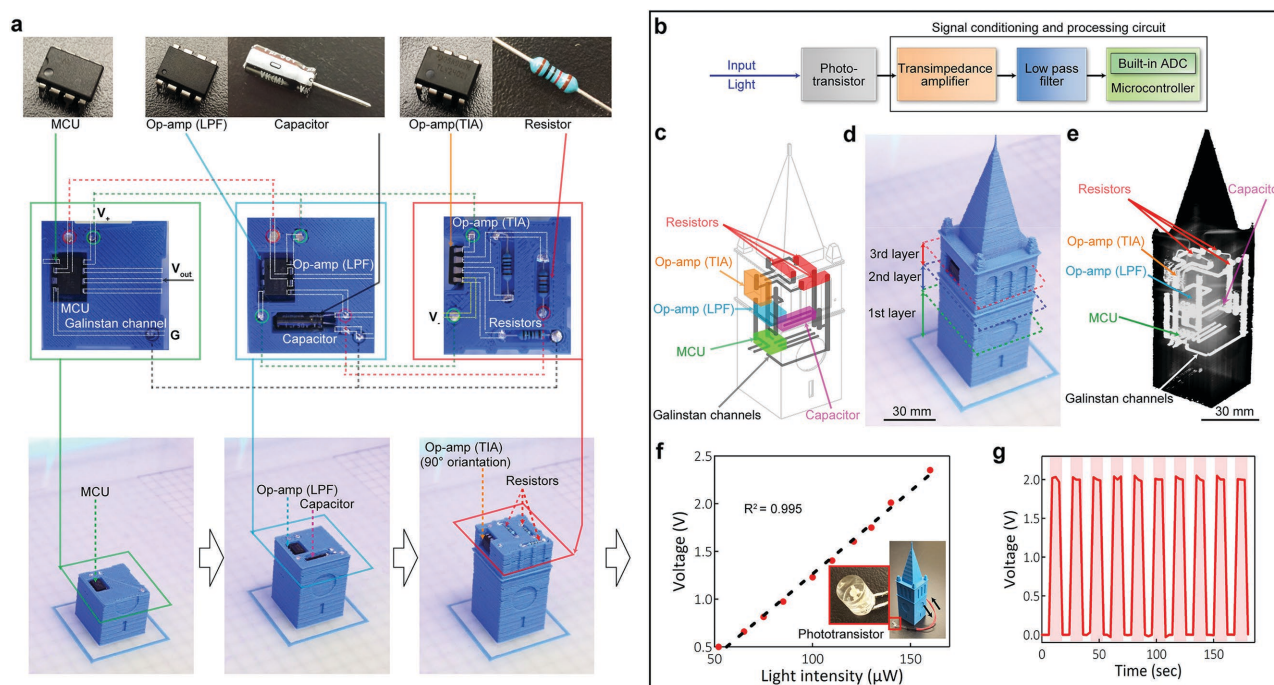 a
MCU
Op-amp (LPF)
Capacitor
Op-amp(TIA)
Resistor
V+
Vout
MCU
Galinstan channel
G
Op-amp (LPF)
Capacitor
Op-amp (TIA)
V-
Resistors
MCU
Op-amp (LPF)
Capacitor
Op-amp (TIA)
(90° oriantation)
Resistors
b
Signal conditioning and processing circuit
Input
Light
Photo-
transistor
Transimpedance
amplifier
Low pass
filter
Built-in ADC
Microcontroller
c
Resistors
Op-amp (TIA)
Op-amp (LPF)
MCU
Galinstan channels
Capacitor
d
3rd layer
2nd layer
1st layer
30 mm
e
Resistors
Capacitor
Op-amp (TIA)
Op-amp (LPF)
MCU
Galinstan channels
30 mm
f
2.5
2.0
1.5
1.0
0.5
Voltage (V)
R² = 0.995
Phototransistor
50
100
150
Light intensity (µW)
g
2.0
1.0
0.0
Voltage (V)
0
50
100
150
Time (sec)